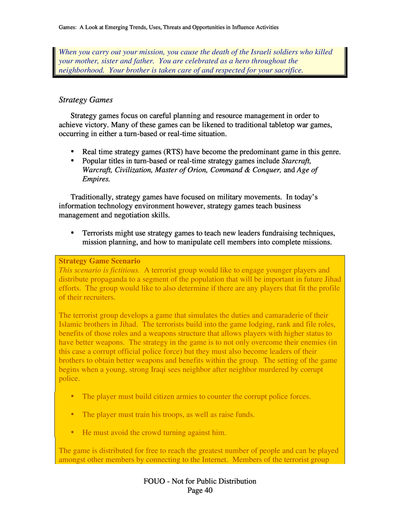 Games: A Look at Emerging Trends, Uses, Threats and Opportunities in Influence Activities
When you carry out your mission, you cause the death of the Israeli soldiers who killed
your mother, sister and father. You are celebrated as a hero throughout the
neighborhood. Your brother is taken care of and respected for your sacrifice.
Strategy Games
Strategy games focus on careful planning and resource management in order to
achieve victory. Many of these games can be likened to traditional tabletop war games,
occurring in either a turn-based or real-time situation.
• Real time strategy games (RTS) have become the predominant game in this genre.
• Popular titles in turn-based or real-time strategy games include Starcraft,
Warcraft, Civilization, Master of Orion, Command & Conquer, and Age of
Empires.
Traditionally, strategy games have focused on military movements. In today's
information technology environment however, strategy games teach business
management and negotiation skills.
• Terrorists might use strategy games to teach new leaders fundraising techniques,
mission planning, and how to manipulate cell members into complete missions.
Strategy Game Scenario
This scenario is fictitious. A terrorist group would like to engage younger players and
distribute propaganda to a segment of the population that will be important in future Jihad
efforts. The group would like to also determine if there are any players that fit the profile
of their recruiters.
The terrorist group develops a game that simulates the duties and camaraderie of their
Islamic brothers in Jihad. The terrorists build into the game lodging, rank and file roles,
benefits of those roles and a weapons structure that allows players with higher status to
have better weapons. The strategy in the game is to not only overcome their enemies (in
this case a corrupt official police force) but they must also become leaders of their
brothers to obtain better weapons and benefits within the group. The setting of the game
begins when a young, strong Iraqi sees neighbor after neighbor murdered by corrupt
police.
• The player must build citizen armies to counter the corrupt police forces.
• The player must train his troops, as well as raise funds.
• He must avoid the crowd turning against him.
The game is distributed for free to reach the greatest number of people and can be played
amongst other members by connecting to the Internet. Members of the terrorist group
FOUO - Not for Public Distribution
Page 40